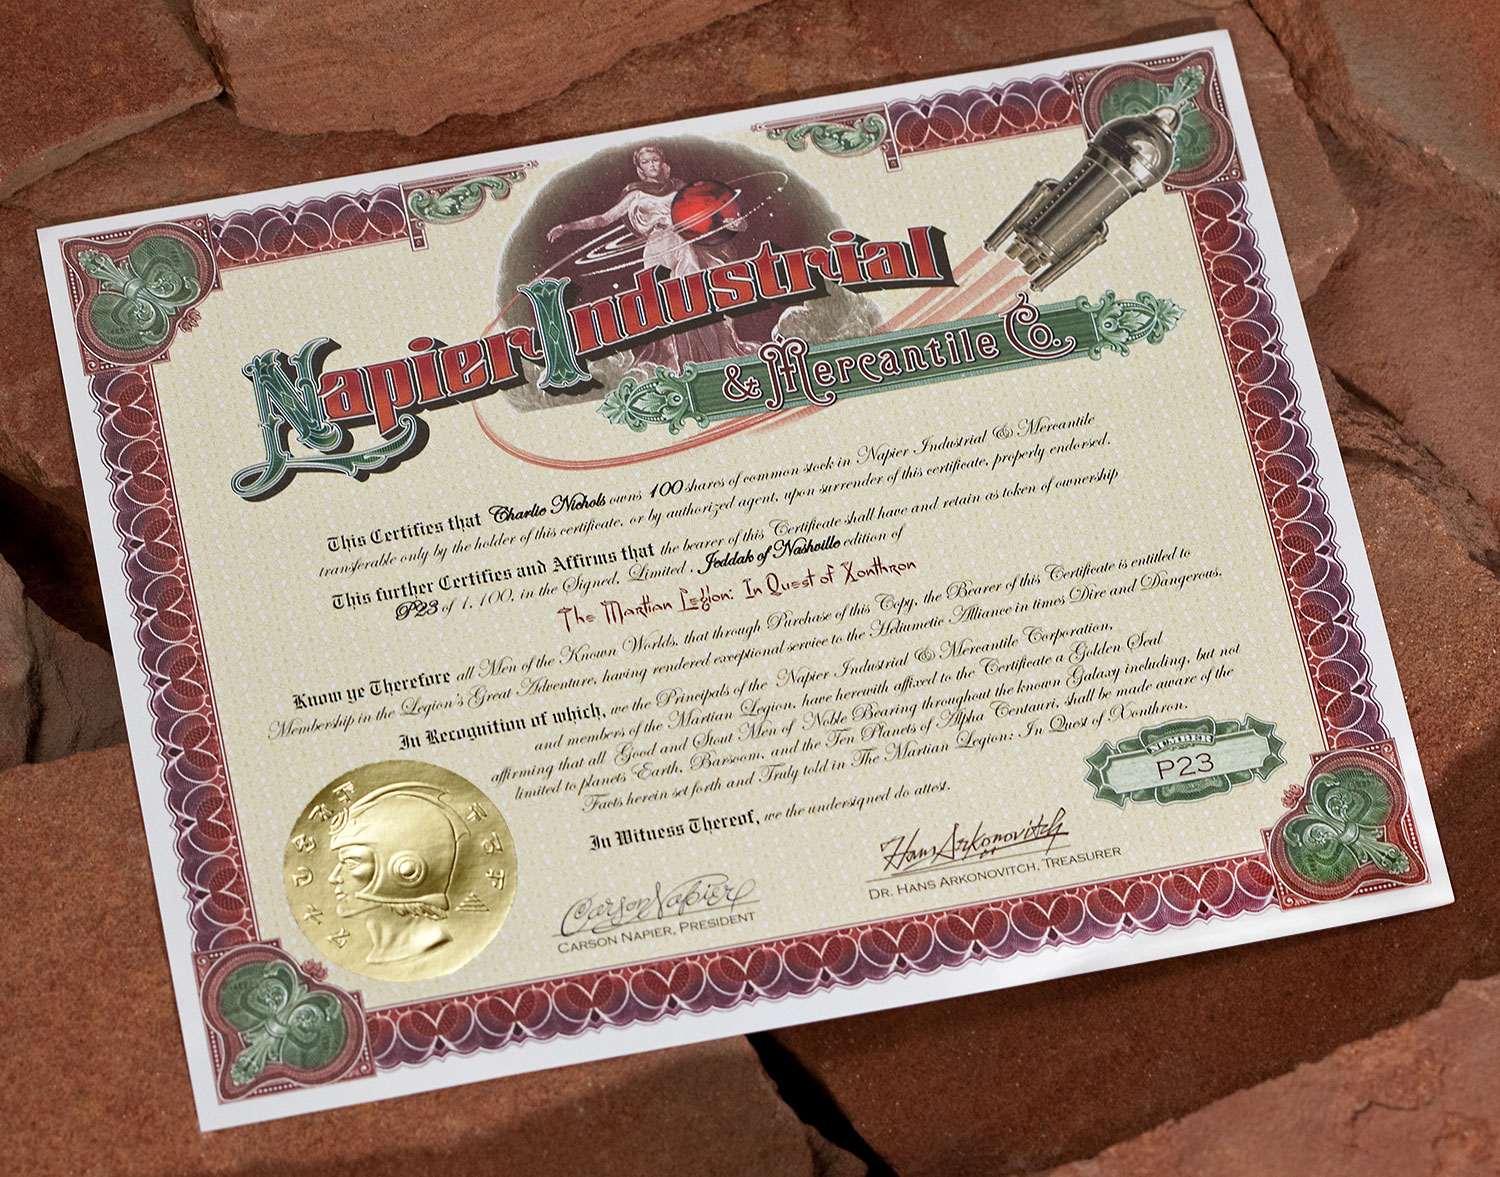 Napier Industrial
& Mercantile Co.
This Certifies that Charlie Nichols owns 100 shares of common stock in Napier Industrial & Mercantile
transferable only by the holder of this certificate, or by authorized agent, upon surrender of this certificate, properly endorsed.
This further Certifies and Affirms that the bearer of this Certificate shall have and retain as token of ownership
P23 of 1,100, in the Signed, Limited, Jeddak of Nashville edition of
The Martian Legion: In Quest of Xonthron
Know ye Therefore all Men of the Known Worlds, that through Purchase of this Copy, the Bearer of this Certificate is entitled to
Membership in the Legion's Great Adventure, having rendered exceptional service to the Heliumetic Alliance in times Dire and Dangerous.
In Recognition of which, we the Principals of the Napier Industrial & Mercantile Corporation,
and members of the Martian Legion, have herewith affixed to the Certificate a Golden Seal
affirming that all Good and Stout Men of Noble Bearing throughout the known Galaxy including, but not
limited to planets Earth, Barsoom, and the Ten Planets of Alpha Centauri, shall be made aware of the
Facts herein set forth and Truly told in The Martian Legion: In Quest of Xonthron.
In Witness Thereof, we the undersigned do attest.
NUMBER
P23
Hans Arkonovitch
DR. HANS ARKONOVITCH, TREASURER
Carson Napier
CARSON NAPIER, PRESIDENT